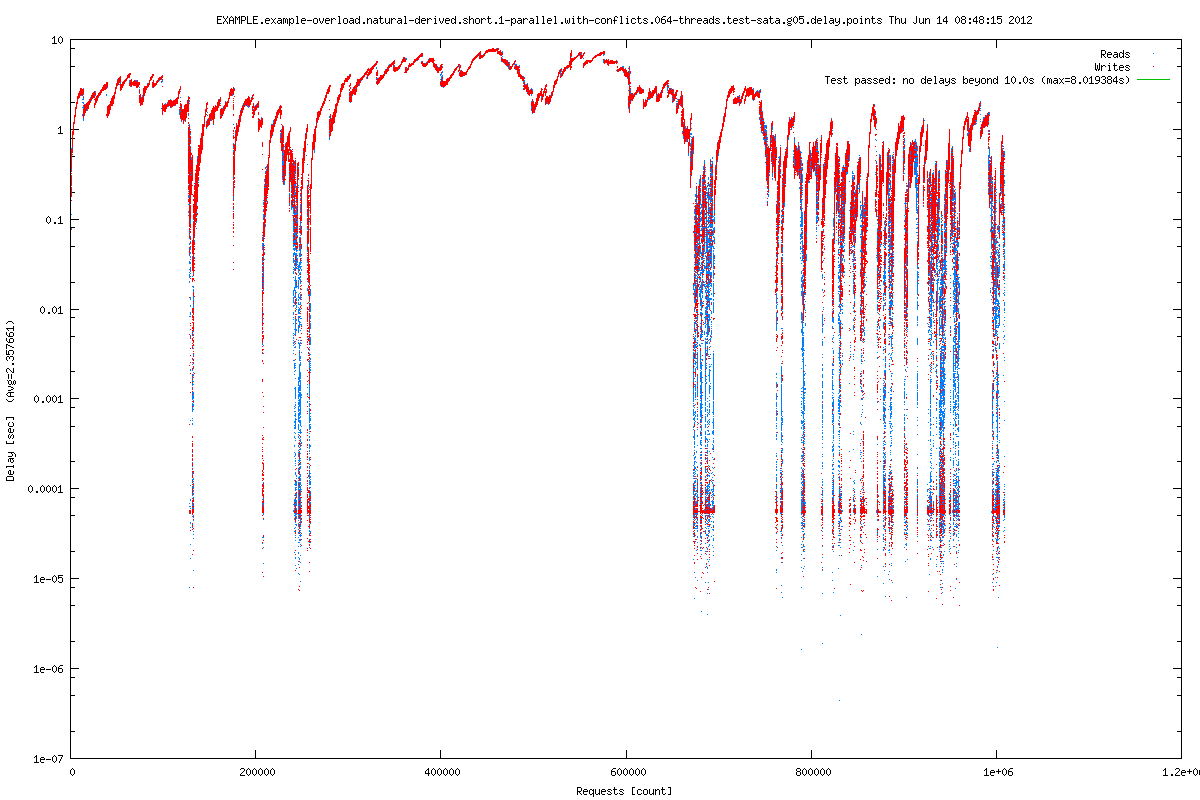 EXAMPLE.example-overload.natural-derived.short.1-parallel.with-conflicts.064-threads.test-sata.g05.delay.points Thu Jun 14 08:48:15 2012
Reads
Writes
Test passed: no delays beyond 10.0s (max=8.019384s)
10
1
0.1
0.01
0.001
0.0001
1e-05
1e-06
1e-07
Delay [sec] (Avg=2.357661)
0 200000 400000 600000 800000 1e+06 1.2e+0
Requests [count]